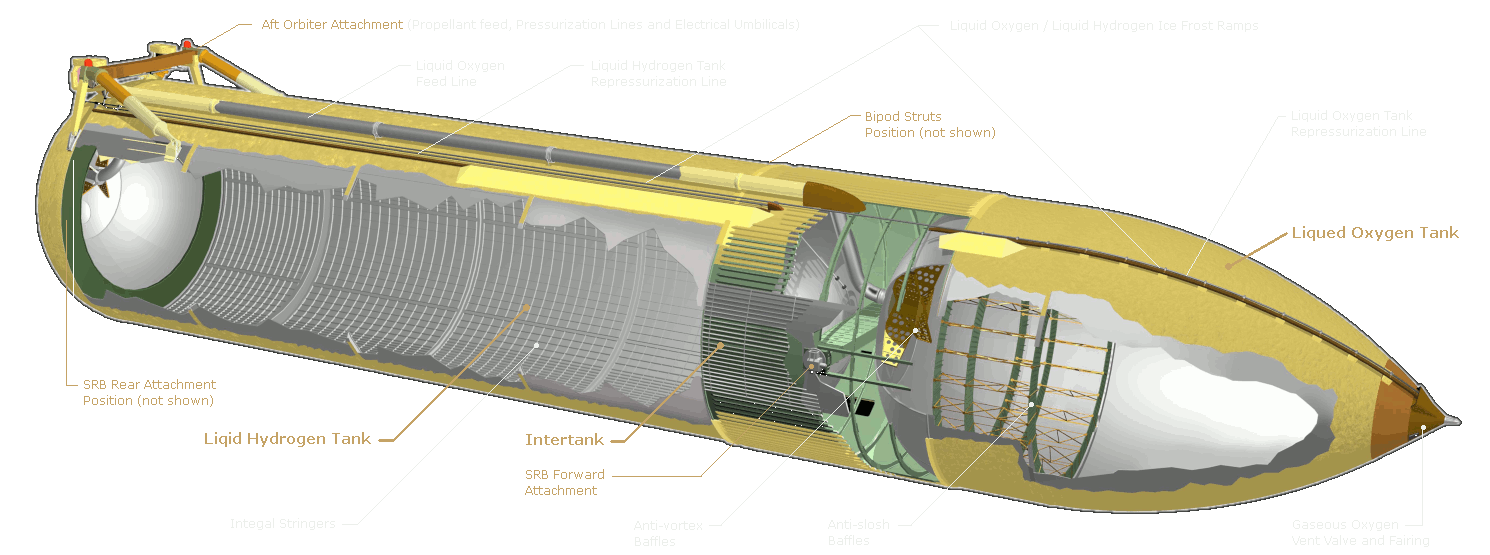 Aft Orbiter Attachment (Propellant feed, Pressurization Lines and Electrical Umbilicals)
Liquid Oxygen / Liquid Hydrogen Ice Frost Ramps
Liquid Oxygen
Feed Line
Liquid Hydrogen Tank
Repressurization Line
Bipod Struts
Position (not shown)
Liquid Oxygen Tank
Repressurization Line
Liqued Oxygen Tank
SRB Rear Attachment
Position (not shown)
Liqid Hydrogen Tank
Intertank
SRB Forward
Attachment
Integal Stringers
Anti-vortex
Baffles
Anti-slosh
Baffles
Gaseous Oxygen
Vent Valve and Fairing